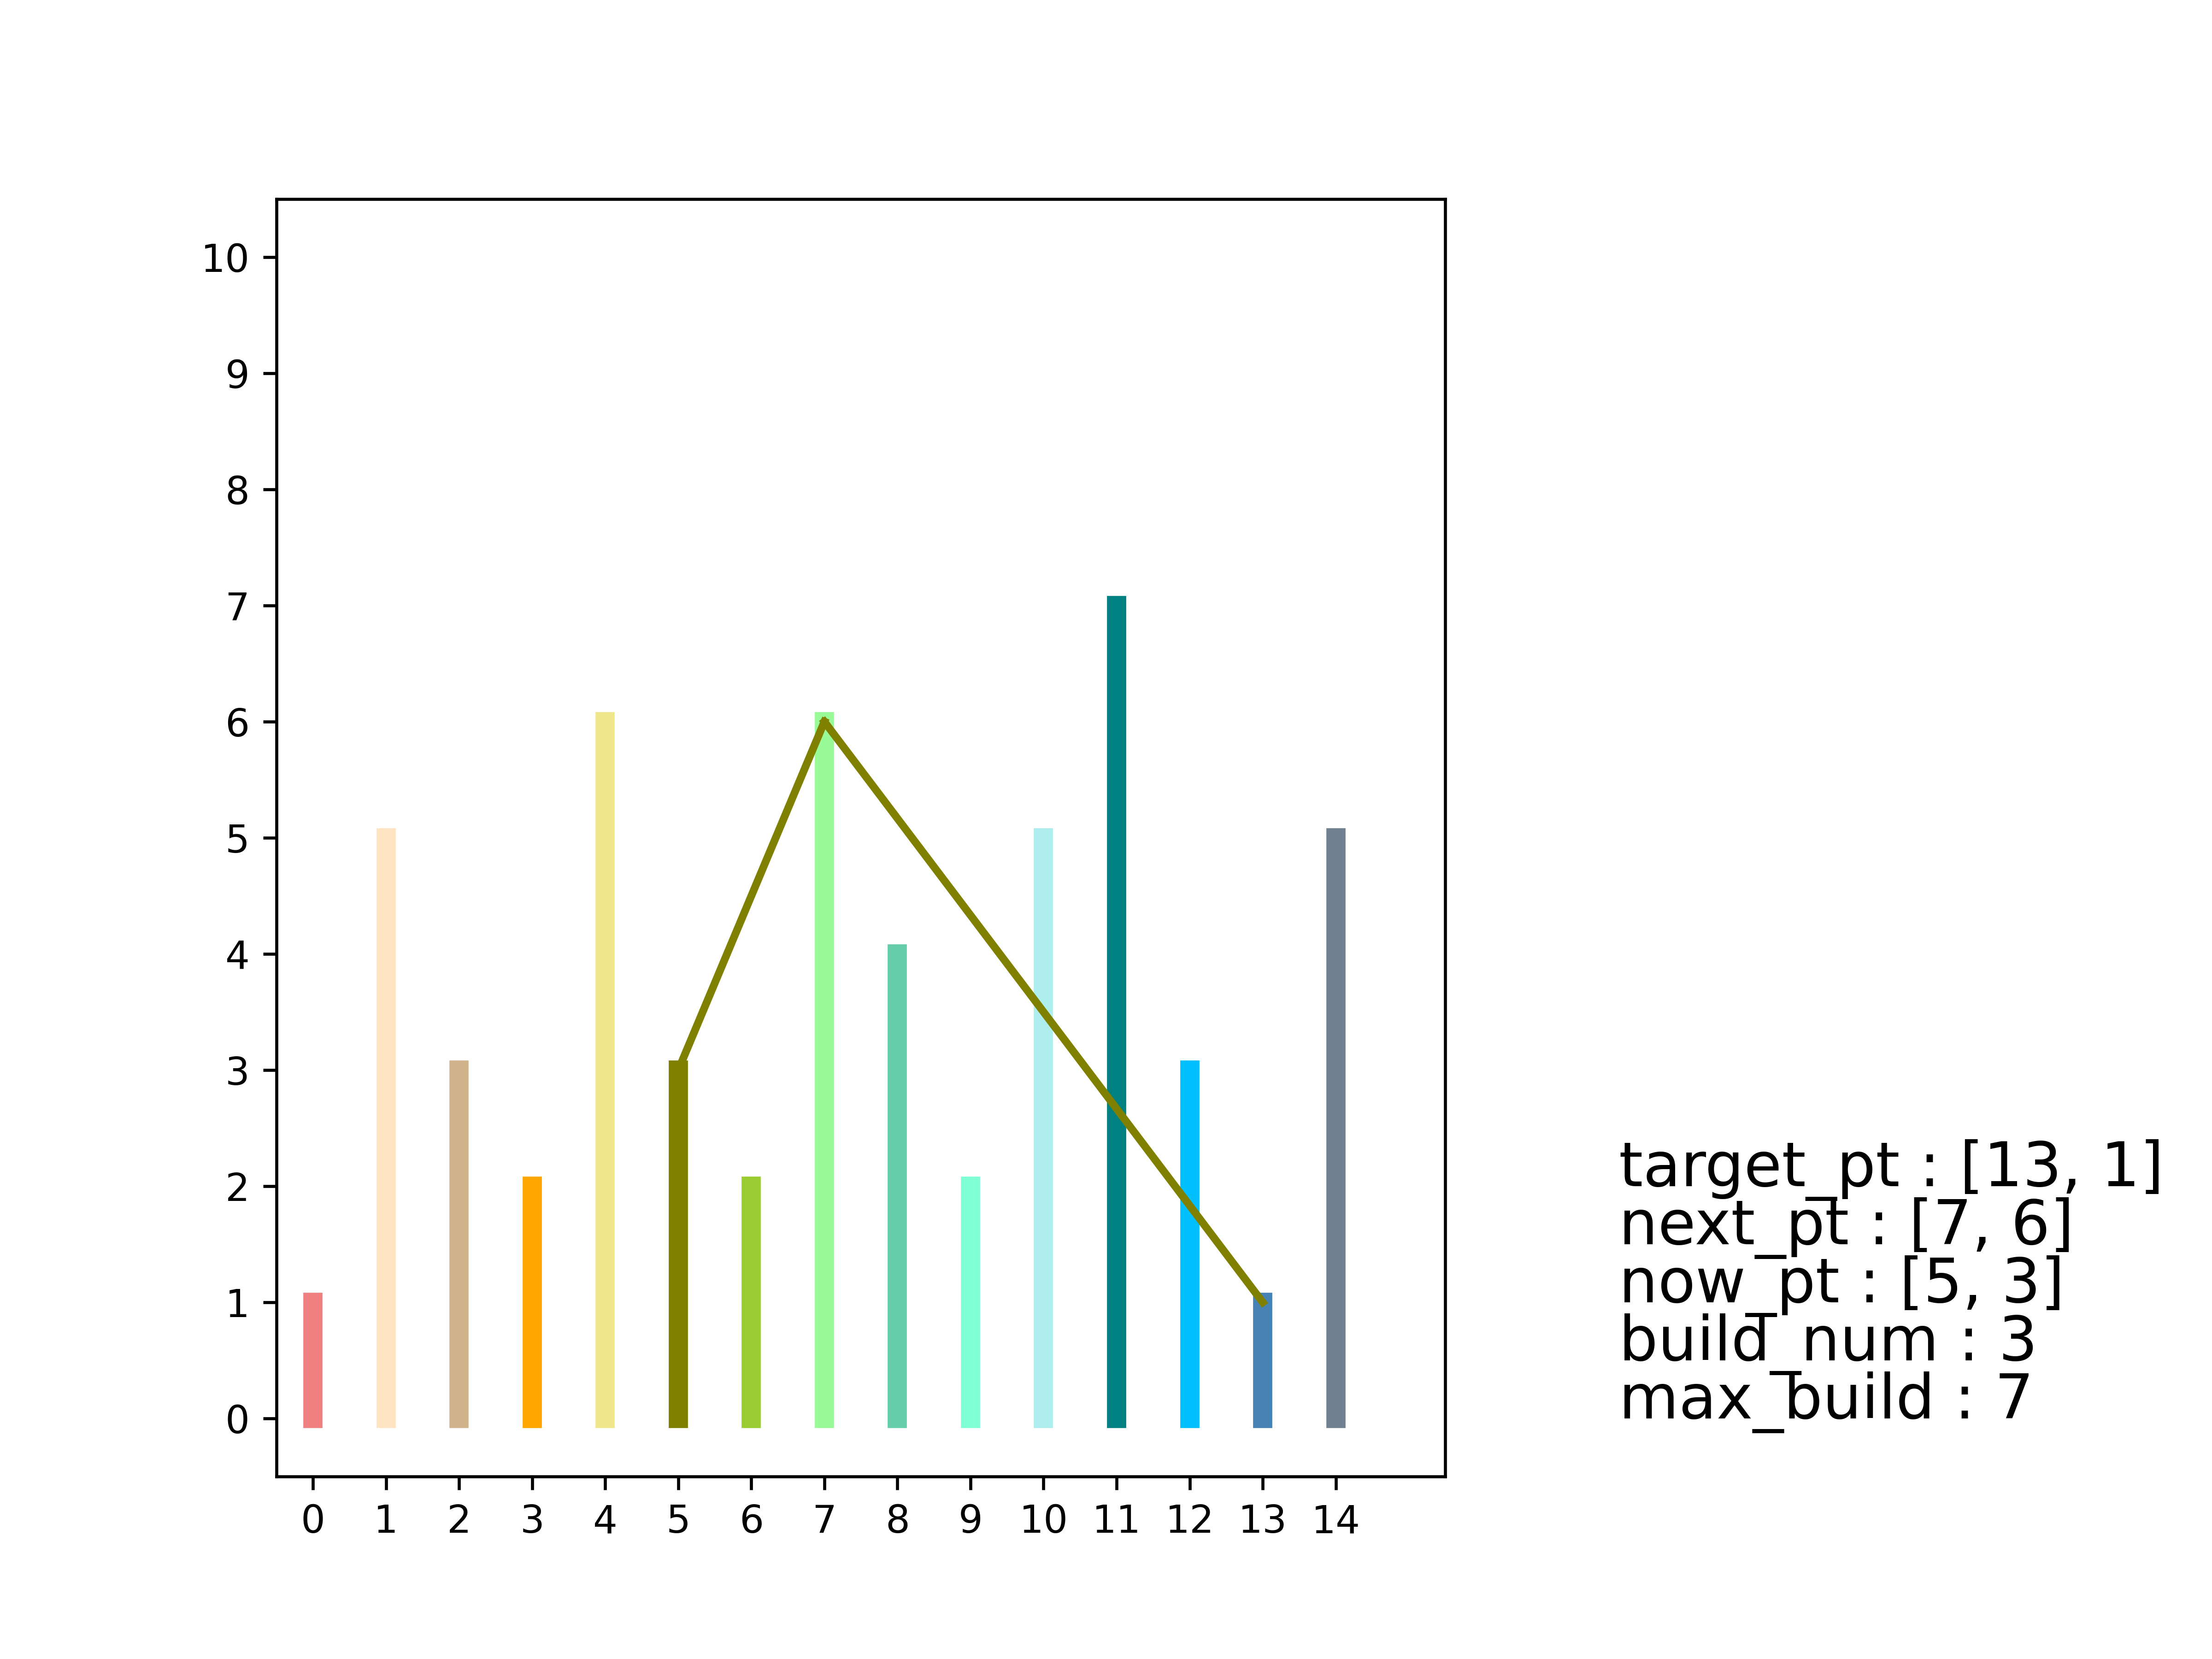 10
9
8
7
6
5
4
3
2
1
0
0 1 2 3 4 5 6 7 8 9 10 11 12 13 14
target_pt : [13, 1]
next_pt : [7, 6]
now_pt : [5, 3]
build_num : 3
max_build : 7